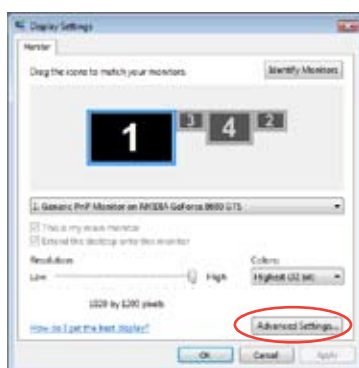 Display Settings
Monitor
Drag the icons to match your monitors.
Identify Monitors
1 3 4 2
2. Generic PnP Monitor on NVIDIA GeForce 8600 GTS
This is my main monitor
Extend the desktop onto this monitor
Resolution:
Colors:
Low High
Highest (32 bit)
by 1200 pixels
How do I get the best display?
Advanced Settings...
OK Cancel Apply